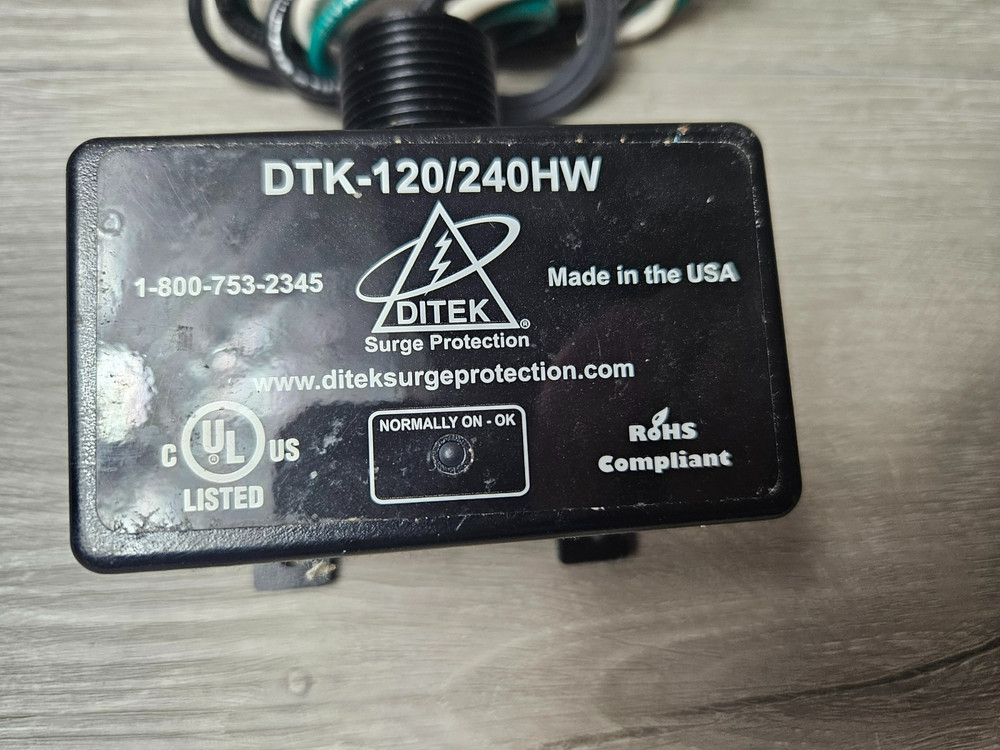 DTK-120/240HW
1-800-753-2345
DITEK®
Surge Protection
Made in the USA
www.diteksurgeprotection.com
C UL® US
LISTED
NORMALLY ON - OK
RoHS
Compliant